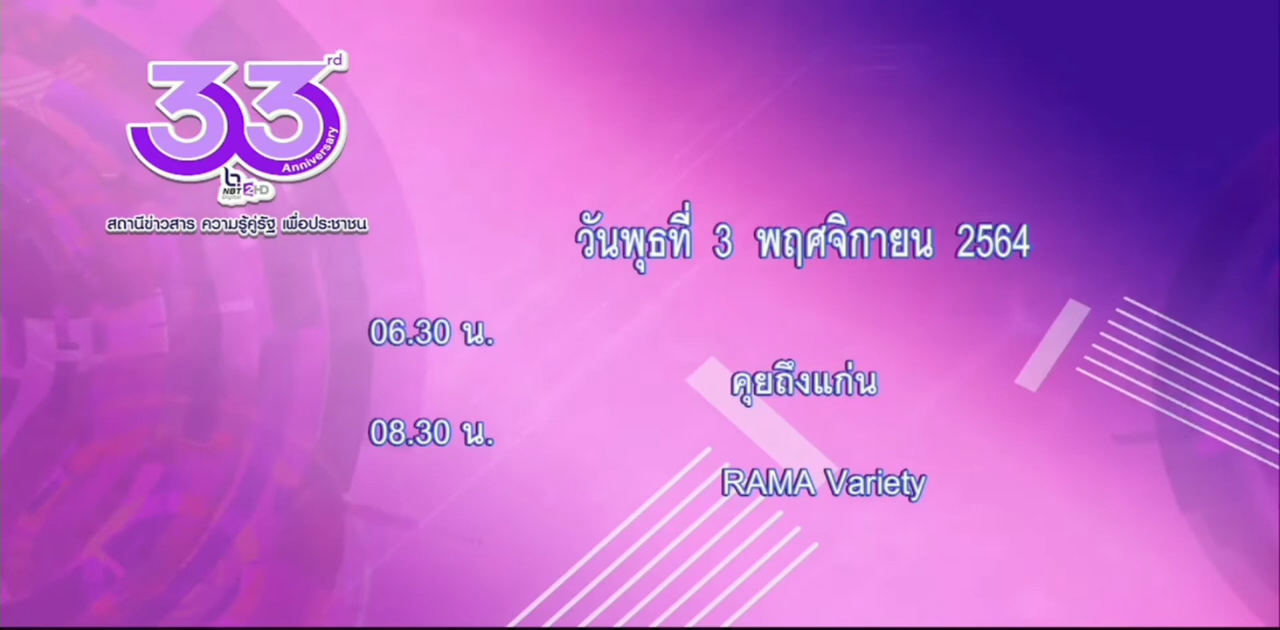 33rd
Anniversary
NBT 2HD
สถานีข่าวสาร ความรู้คู่รัฐ เพื่อประชาชน
วันพุธที่ 3 พฤศจิกายน 2564
06.30 น.
คุยถึงแก่น
08.30 น.
RAMA Variety